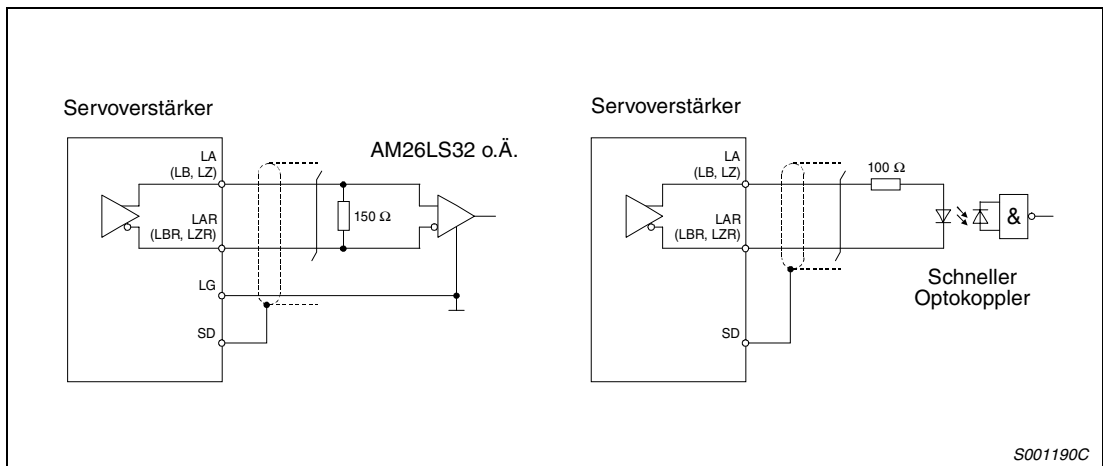 Servoverstärker
LA
(LB, LZ)
LAR
(LBR, LZR)
LG
SD
AM26LS32 o.Ä.
150 Ω
Servoverstärker
LA
(LB, LZ)
LAR
(LBR, LZR)
SD
100 Ω
&
Schneller
Optokoppler
S001190C